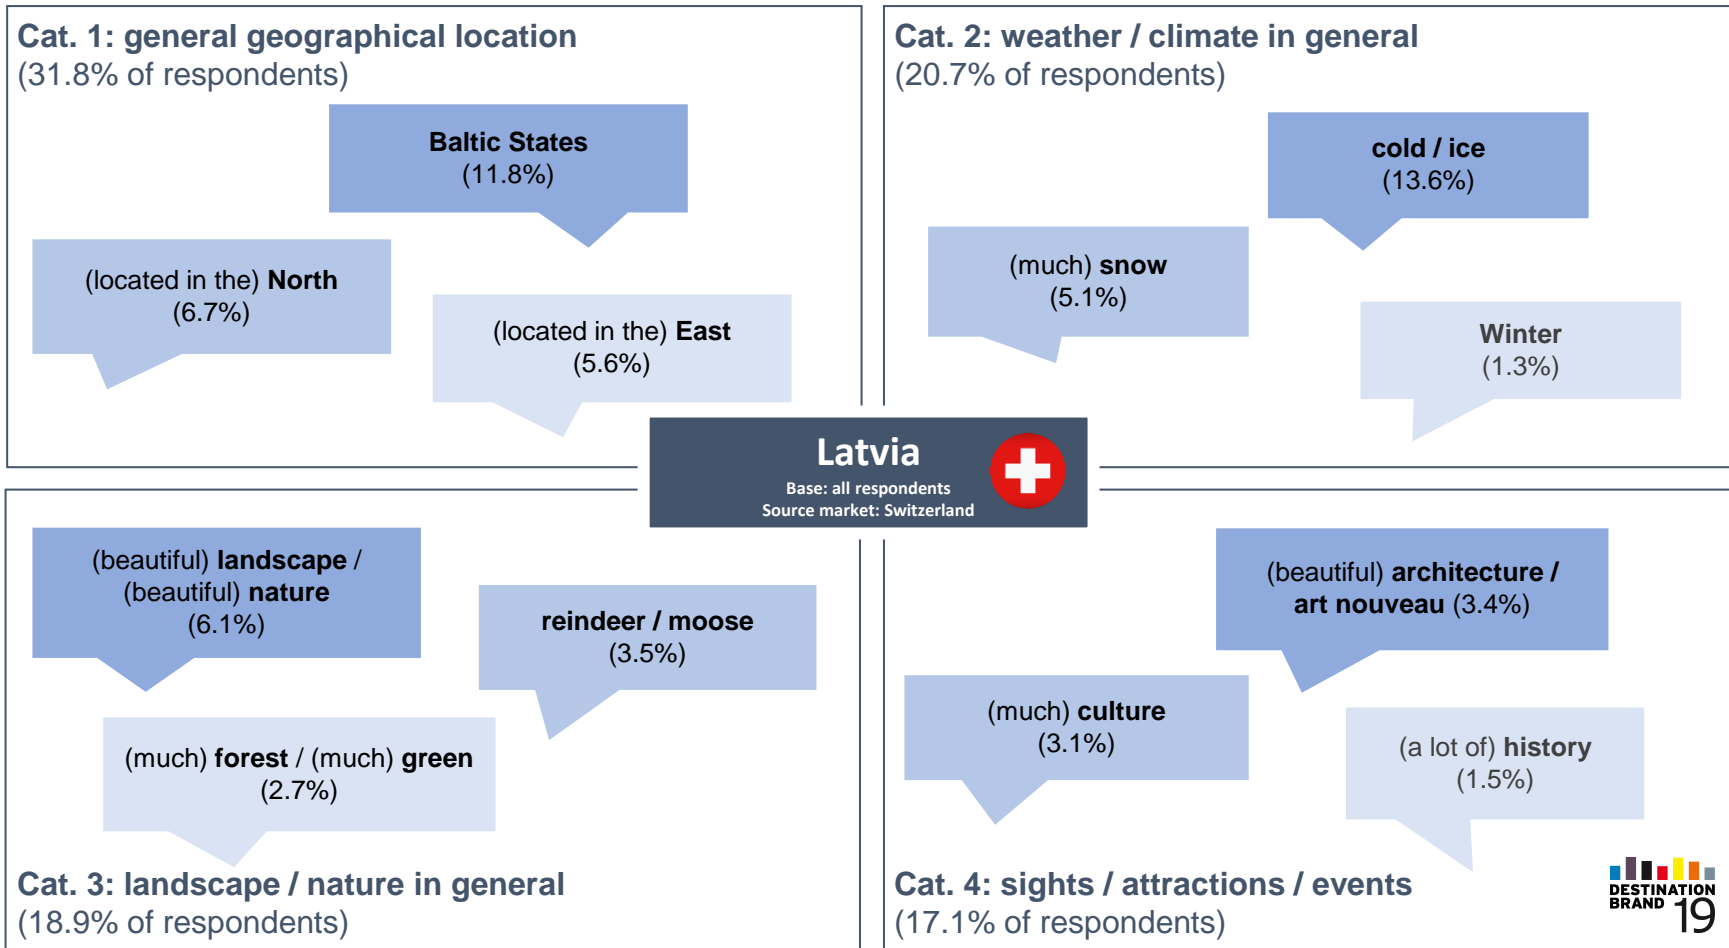 Cat. 1: general geographical location
(31.8% of respondents)
Baltic States
(11.8%)
(located in the) North
(6.7%)
(located in the) East
(5.6%)
Cat. 2: weather / climate in general
(20.7% of respondents)
cold / ice
(13.6%)
(much) snow
(5.1%)
Winter
(1.3%)
Latvia
Base: all respondents
Source market: Switzerland
(beautiful) landscape /
(beautiful) nature
(6.1%)
reindeer / moose
(3.5%)
(much) forest / (much) green
(2.7%)
Cat. 3: landscape / nature in general
(18.9% of respondents)
(beautiful) architecture /
art nouveau (3.4%)
(much) culture
(3.1%)
(a lot of) history
(1.5%)
Cat. 4: sights / attractions / events
(17.1% of respondents)
DESTINATION
BRAND 19